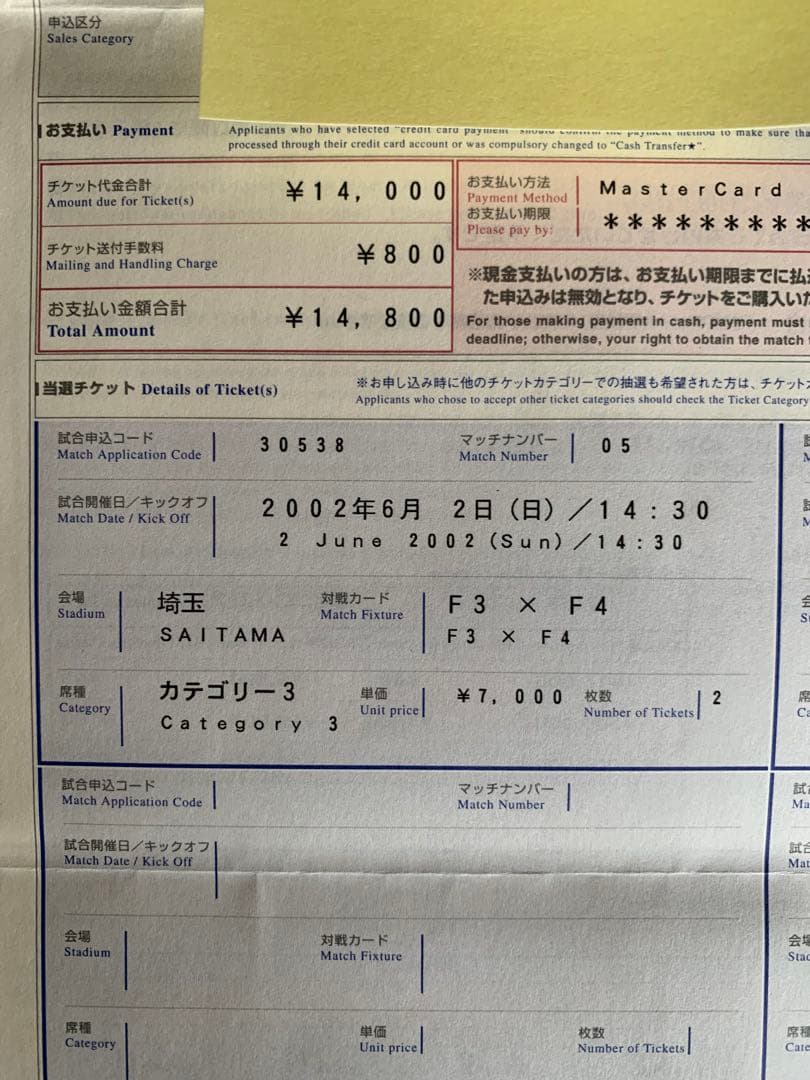 申込区分
Sales Category
お支払い Payment
Applicants who have selected "credit card payment" should confirm the payment method to make sure
processed through their credit card account or was compulsory changed to "Cash Transfer★".
チケット代金合計
Amount due for Ticket(s)
¥14,000
お支払い方法
Payment Method
MasterCard
お支払い期限
Please pay by:
*********
チケット送付手数料
Mailing and Handling Charge
¥800
お支払い金額合計
Total Amount
¥14,800
※現金支払いの方は、お支払い期限までに払
た申込みは無効となり、チケットをご購入い
For those making payment in cash, payment must
deadline; otherwise, your right to obtain the match
当選チケット Details of Ticket(s)
※お申し込み時に他のチケットカテゴリーでの抽選も希望された方は、チケット
Applicants who chose to accept other ticket categories should check the Ticket Category
試合申込コード
Match Application Code
30538
マッチナンバー
Match Number
05
試合開催日/キックオフ
Match Date / Kick Off
2002年6月 2日(日)/14:30
2 June 2002(Sun)/14:30
会場
Stadium
埼玉
SAITAMA
対戦カード
Match Fixture
F3 × F4
F3 × F4
席種
Category
カテゴリー3
Category 3
単価
Unit price
¥7,000
枚数
Number of Tickets
2
試合申込コード
Match Application Code
マッチナンバー
Match Number
試合開催日/キックオフ
Match Date / Kick Off
会場
Stadium
対戦カード
Match Fixture
席種
Category
単価
Unit price
枚数
Number of Tickets